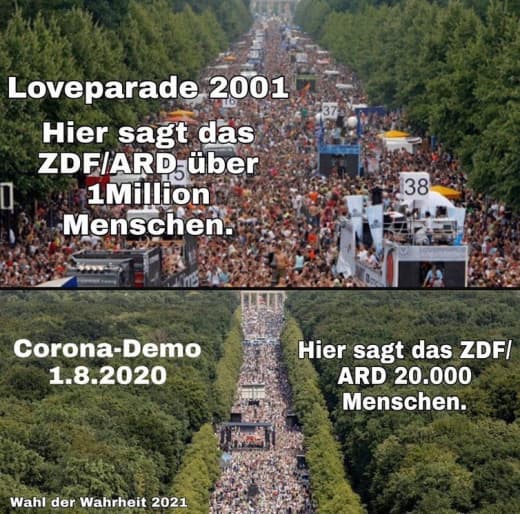 Loveparade 2001
Hier sagt das
ZDF/ARD über
1Million
Menschen.
37
38
Corona-Demo
1.8.2020
Hier sagt das ZDF/
ARD 20.000
Menschen.
Wahl der Wahrheit 2021